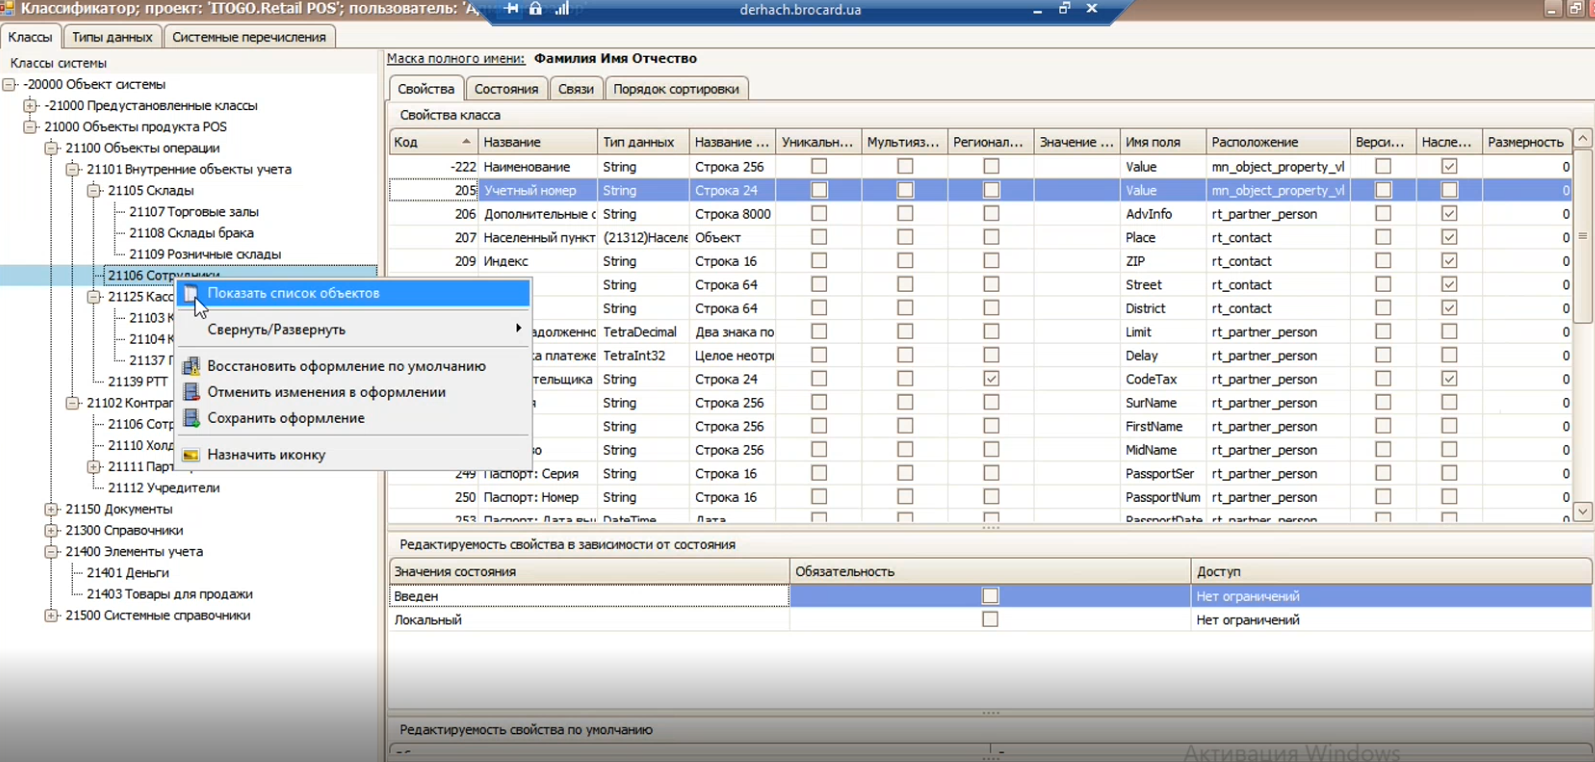 Классификатор; проект: 'ITOGO.Retail POS'; пользователь: 'Ад
derhach.brocard.ua
Классы Типы данных Системные перечисления
Классы системы
-20000 Объект системы
-21000 Предустановленные классы
21000 Объекты продукта POS
21100 Объекты операции
21101 Внутренние объекты учета
21105 Склады
21107 Торговые залы
21108 Склады брака
21109 Розничные склады
21106 Сотрудники
21125 Касс
21103 К
21104 К
21137 Г
21139 РТТ
21102 Контраг
21106 Сотр
21110 Холд
21111 Парт
21112 Учредители
21150 Документы
21300 Справочники
21400 Элементы учета
21401 Деньги
21403 Товары для продажи
21500 Системные справочники
Показать список объектов
Свернуть/Развернуть
Восстановить оформление по умолчанию
Отменить изменения в оформлении
Сохранить оформление
Назначить иконку
Маска полного имени: Фамилия Имя Отчество
Свойства Состояния Связи Порядок сортировки
Свойства класса
Код Название Тип данных Название ... Уникальн... Мультияз... Регионал... Значение ... Имя поля Расположение Верси... Насле... Размерность
-222 Наименование String Строка 256 Value mn_object_property_vl 0
205 Учетный номер String Строка 24 Value mn_object_property_vl 0
206 Дополнительные с String Строка 8000 AdvInfo rt_partner_person 0
207 Населенный пункт (21312)Населе Объект Place rt_contact 0
209 Индекс String Строка 16 ZIP rt_contact 0
String Строка 64 Street rt_contact 0
String Строка 64 District rt_contact 0
адолженно TetraDecimal Два знака по Limit rt_partner_person 0
ка платеже TetraInt32 Целое неотр Delay rt_partner_person 0
тельщика String Строка 24 CodeTax rt_partner_person 0
я String Строка 256 SurName rt_partner_person 0
String Строка 256 FirstName rt_partner_person 0
во String Строка 256 MidName rt_partner_person 0
249 Паспорт: Серия String Строка 16 PassportSer rt_partner_person 0
250 Паспорт: Номер String Строка 16 PassportNum rt_partner_person 0
253 Паспорт: Дата вы DateTime Дата PassportDate rt_partner_person 0
Редактируемость свойства в зависимости от состояния
Значения состояния Обязательность Доступ
Введен Нет ограничений
Локальный Нет ограничений
Редактируемость свойства по умолчанию
Активация Windows